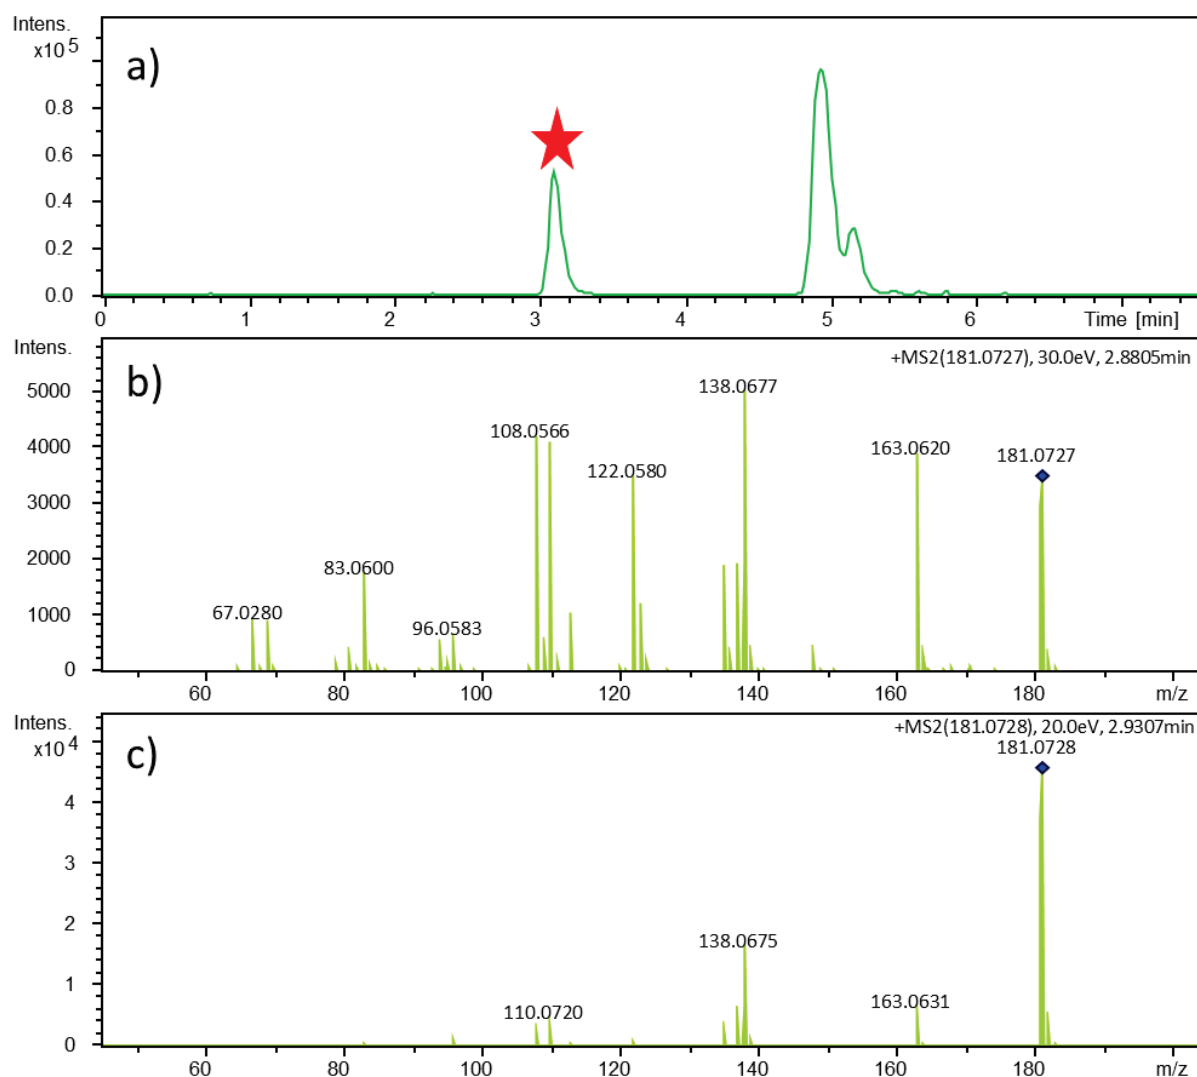 Intens.
x10 5
a)
0.8
0.6
0.4
0.2
0.0
0 1 2 3 4 5 6 Time [min]
Intens.
+MS2(181.0727), 30.0eV, 2.8805min
b)
5000
138.0677
108.0566
163.0620
181.0727
4000
122.0580
3000
2000
83.0600
1000
67.0280
96.0583
0
60 80 100 120 140 160 180 m/z
Intens.
x10 4
+MS2(181.0728), 20.0eV, 2.9307min
181.0728
c)
4
3
2
138.0675
1
110.0720
163.0631
0
60 80 100 120 140 160 180 m/z